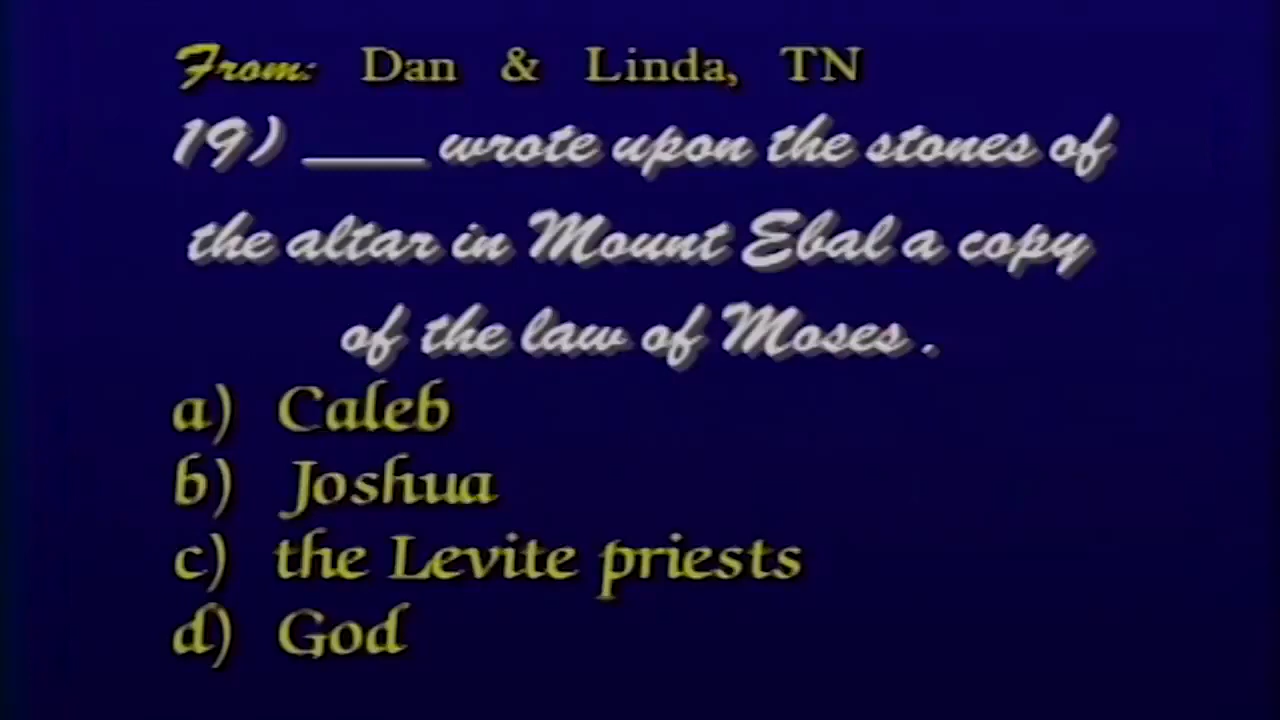 From: Dan & Linda, TN
19) ____ wrote upon the stones of
the altar in Mount Ebal a copy
of the law of Moses .
a) Caleb
b) Joshua
c) the Levite priests
d) God